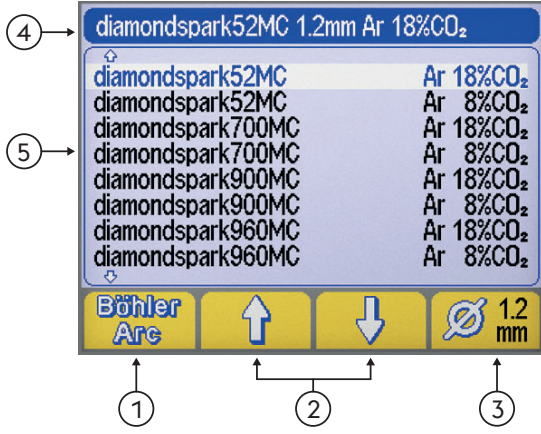 4
diamondspark52MC 1.2mm Ar 18%CO₂
5
diamondspark52MC Ar 18%CO₂
diamondspark52MC Ar 8%CO₂
diamondspark700MC Ar 18%CO₂
diamondspark700MC Ar 8%CO₂
diamondspark900MC Ar 18%CO₂
diamondspark900MC Ar 8%CO₂
diamondspark960MC Ar 18%CO₂
diamondspark960MC Ar 8%CO₂
Böhler
Arc
Ø 1.2
mm
1
2
3